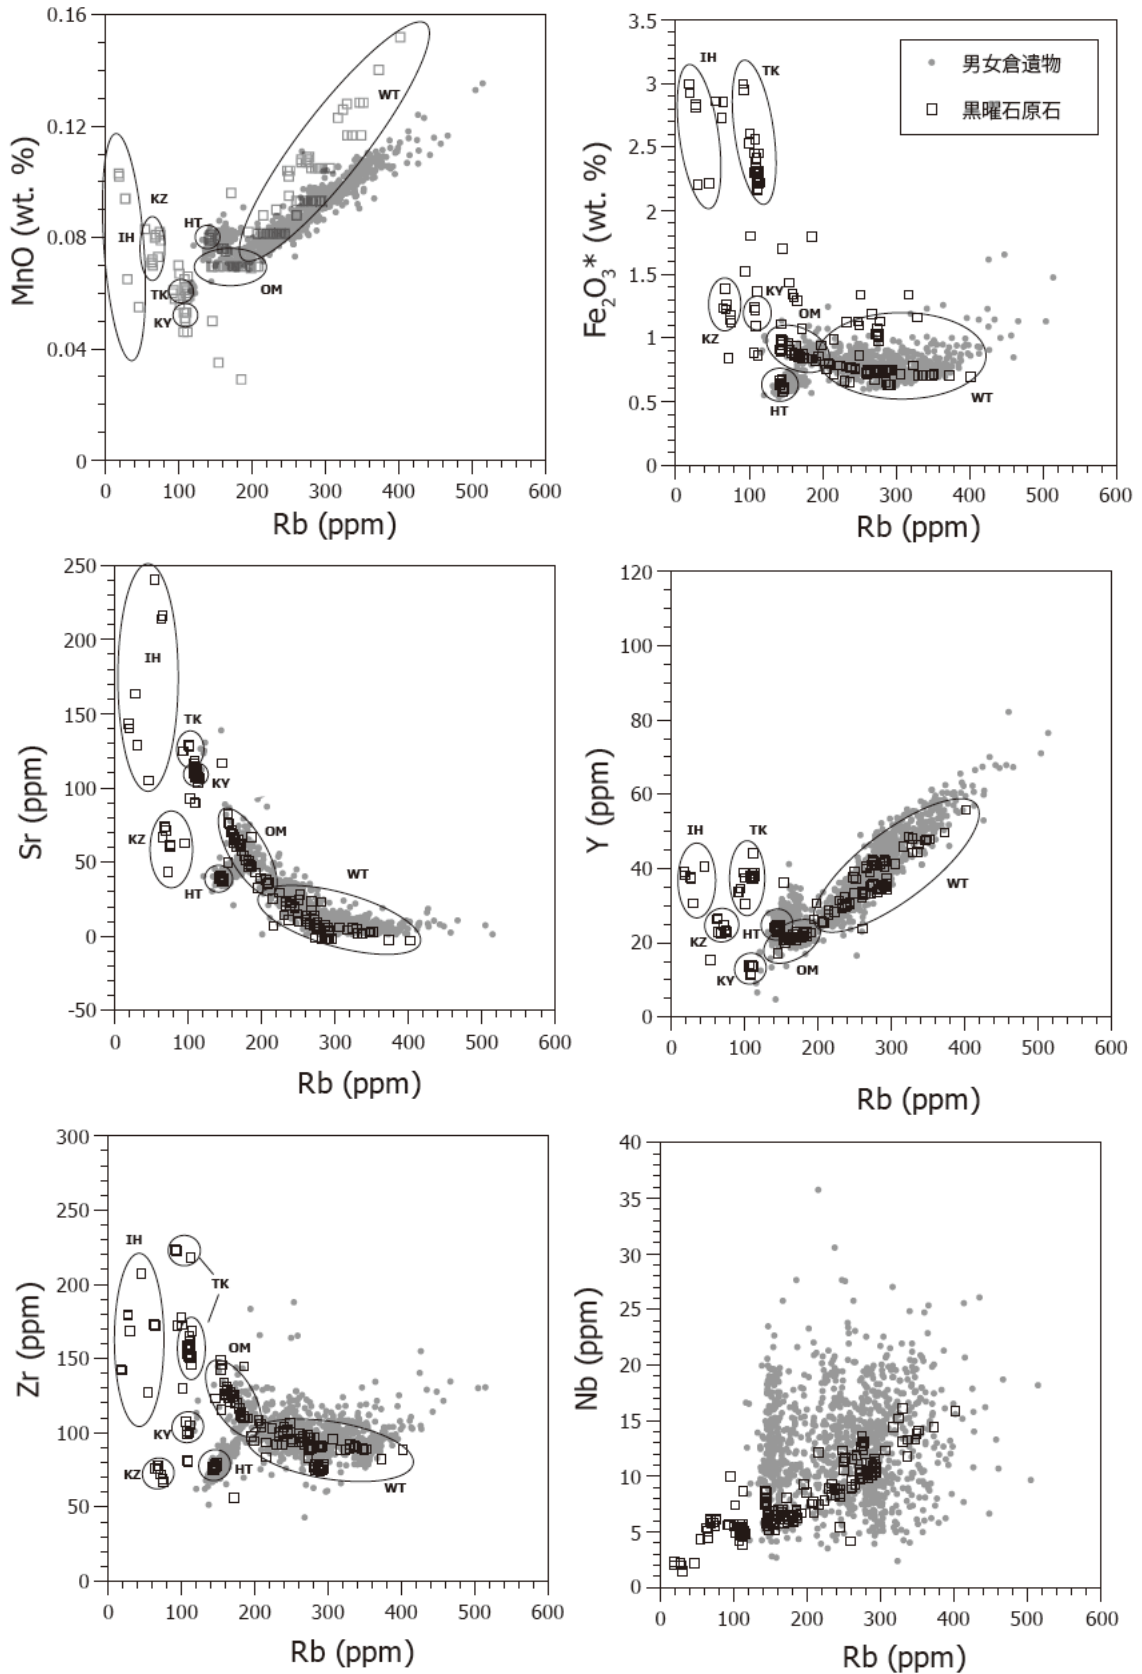 0.16
0.12
0.08
0.04
0
MnO (wt. %)
WT
KZ
HT
IH
TK
OM
KY
0 100 200 300 400 500 600
Rb (ppm)
3.5
3
2.5
2
1.5
1
0.5
0
Fe2O3* (wt. %)
IH
TK
男女倉遺物
黒曜石原石
KY
OM
KZ
HT
WT
0 100 200 300 400 500 600
Rb (ppm)
250
200
150
100
50
0
-50
Sr (ppm)
IH
TK
KY
KZ
OM
HT
WT
0 100 200 300 400 500 600
Rb (ppm)
120
100
80
60
40
20
0
Y (ppm)
IH
TK
WT
KZ
HT
OM
KY
0 100 200 300 400 500 600
Rb (ppm)
300
250
200
150
100
50
0
Zr (ppm)
IH
TK
OM
KY
KZ
HT
WT
0 100 200 300 400 500 600
Rb (ppm)
40
35
30
25
20
15
10
5
0
Nb (ppm)
0 100 200 300 400 500 600
Rb (ppm)